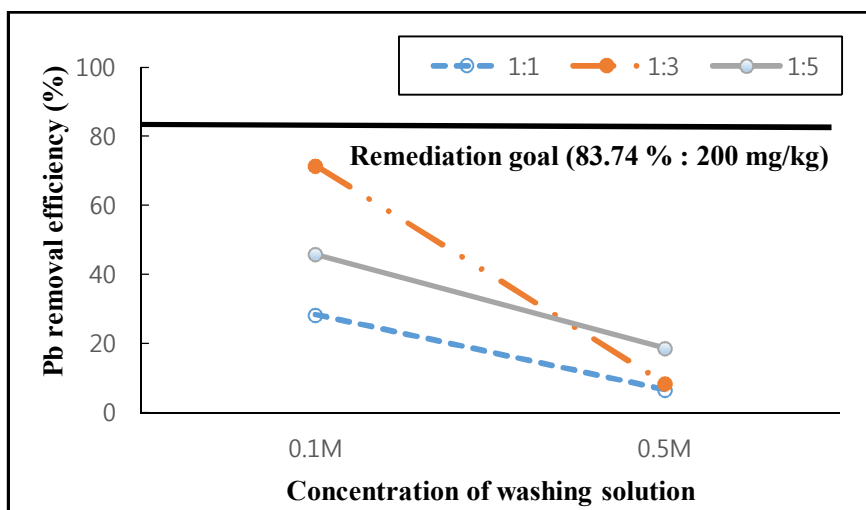 1:1 1:3 1:5
100
80
60
40
20
0
Pb removal efficiency (%)
Remediation goal (83.74 % : 200 mg/kg)
0.1M 0.5M
Concentration of washing solution